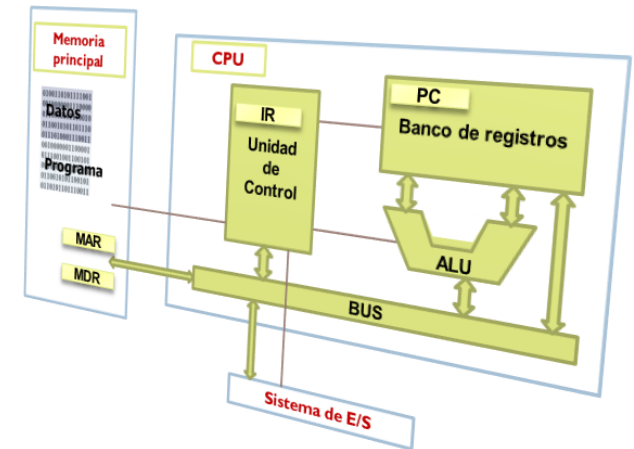 Memoria
principal
Datos
Programa
MAR
MDR
CPU
IR
Unidad
de
Control
PC
Banco de registros
ALU
BUS
Sistema de E/S